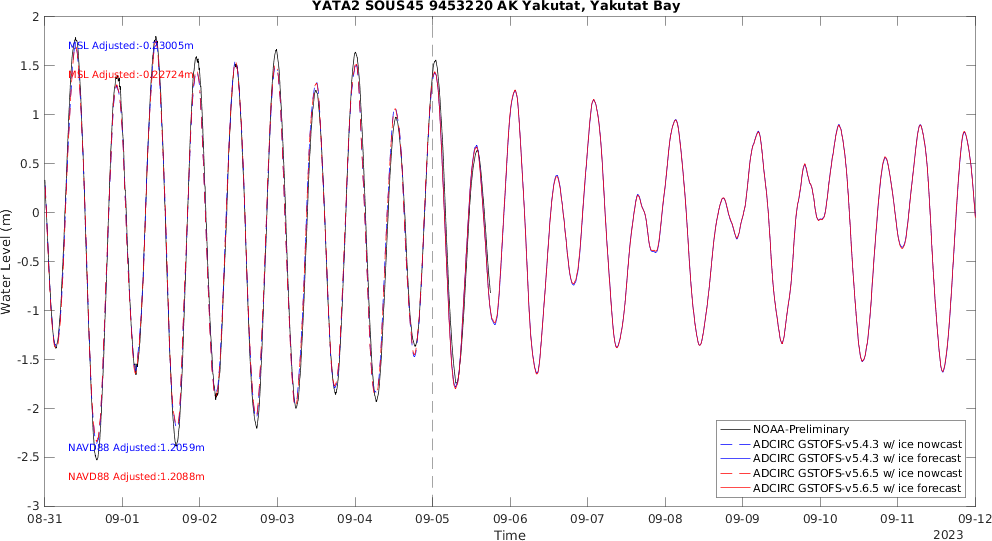 YATA2 SOUS45 9453220 AK Yakutat, Yakutat Bay
2
1.5
1
0.5
0
-0.5
-1
-1.5
-2
-2.5
-3
Water Level (m)
MSL Adjusted:-0.23005m
MSL Adjusted:-0.22724m
NAVD88 Adjusted:1.2059m
NAVD88 Adjusted:1.2088m
NOAA-Preliminary
ADCIRC GSTOFS-v5.4.3 w/ ice nowcast
ADCIRC GSTOFS-v5.4.3 w/ ice forecast
ADCIRC GSTOFS-v5.6.5 w/ ice nowcast
ADCIRC GSTOFS-v5.6.5 w/ ice forecast
08-31 09-01 09-02 09-03 09-04 09-05 09-06 09-07 09-08 09-09 09-10 09-11 09-12
Time
2023